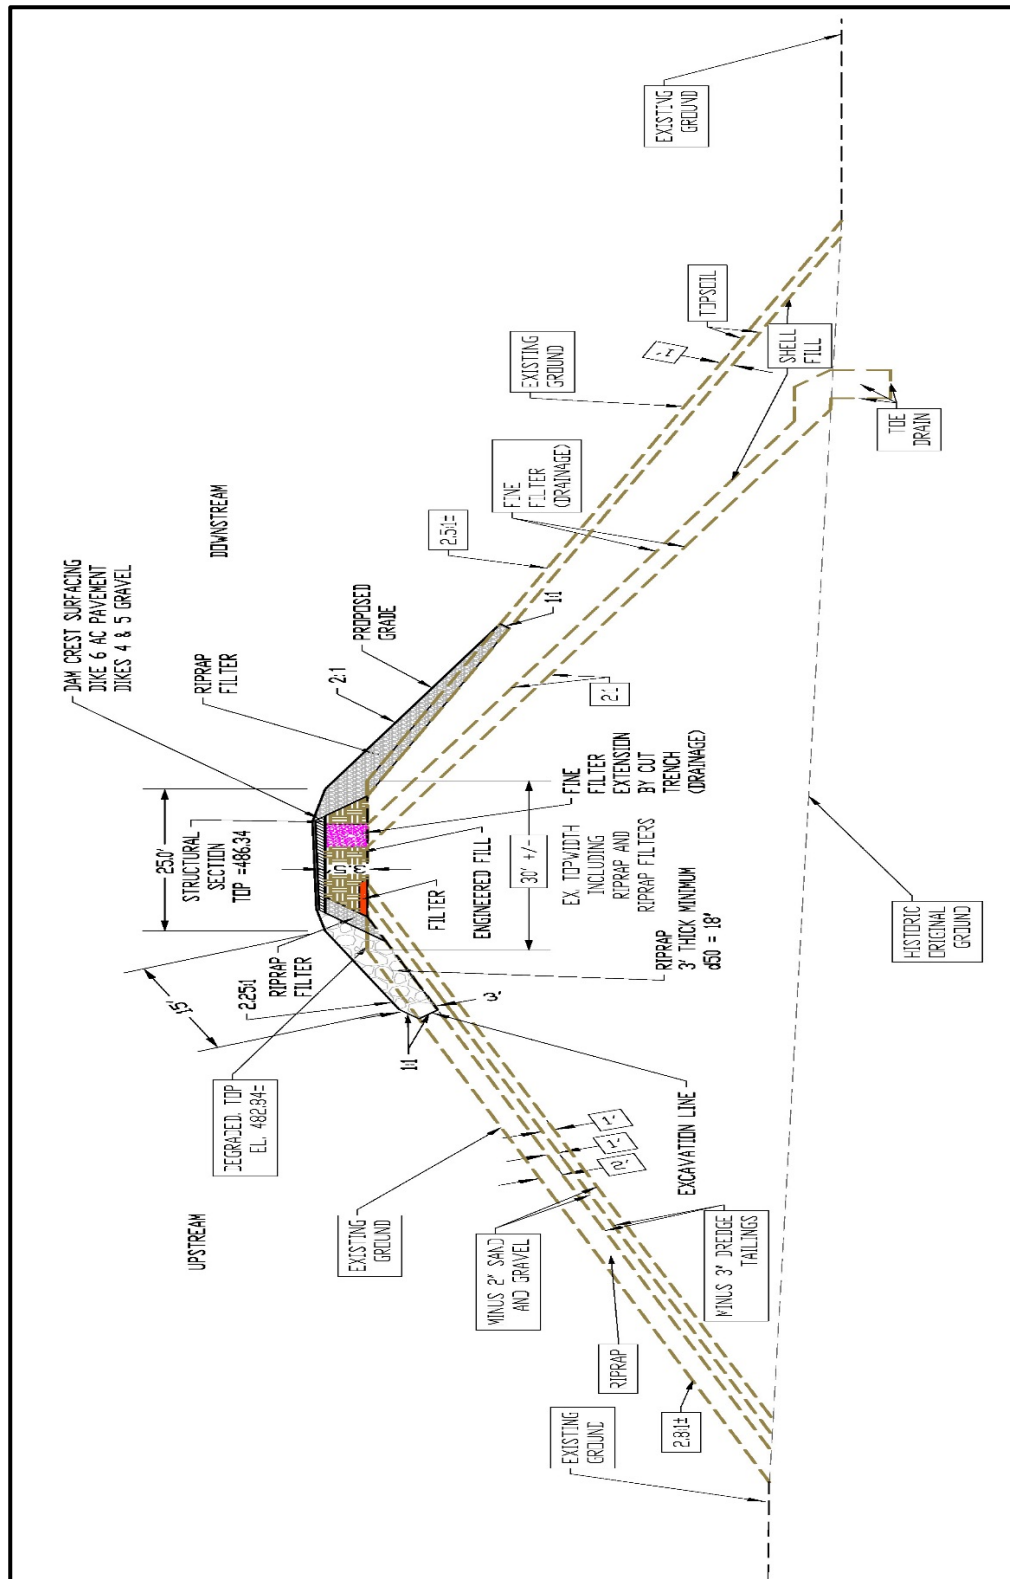 UPSTREAM
DOWNSTREAM
DAM CREST SURFACING
DIKE 6 AC PAVEMENT
DIKES 4 & 5 GRAVEL
25.0'
STRUCTURAL
SECTION
TOP =486.34
RIPRAP
FILTER
2:1
PROPOSED
GRADE
1:1
2.5:1±
EXISTING
GROUND
FINE
FILTER
(DRAINAGE)
TOPSOIL
1'
EXISTING
GROUND
SHELL
FILL
TOE
DRAIN
15'
2.25:1
RIPRAP
FILTER
1:1
DEGRADED, TOP
EL. 482.84±
3.5'
3'
FILTER
ENGINEERED FILL
FINE
FILTER
EXTENSION
BY CUT
TRENCH
(DRAINAGE)
30' +/-
EX. TOPWIDTH
INCLUDING
RIPRAP AND
RIPRAP FILTERS
RIPRAP
3' THICK MINIMUM
d50 = 18"
EXISTING
GROUND
1'
1'
2'
EXCAVATION LINE
MINUS 2" SAND
AND GRAVEL
MINUS 3" DREDGE
TAILINGS
RIPRAP
2.8:1±
EXISTING
GROUND
HISTORIC
ORIGINAL
GROUND